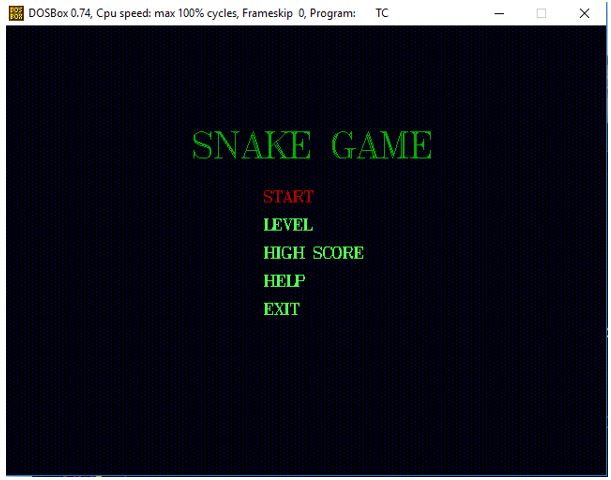 DOSBox 0.74, Cpu speed: max 100% cycles, Frameskip 0, Program: TC
SNAKE GAME
START
LEVEL
HIGH SCORE
HELP
EXIT